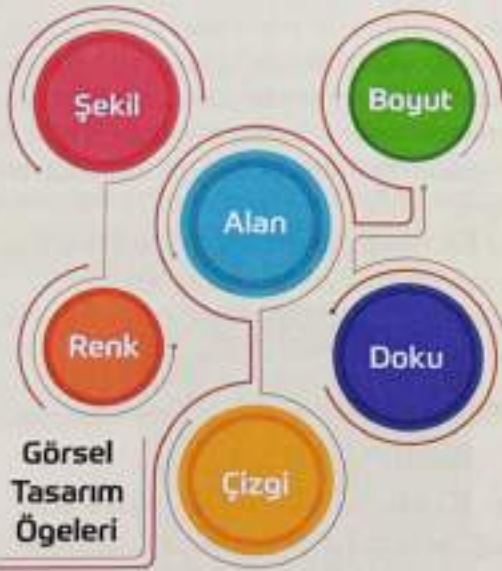 Şekil
Boyut
Alan
Renk
Doku
Çizgi
Görsel
Tasarım
Ögeleri